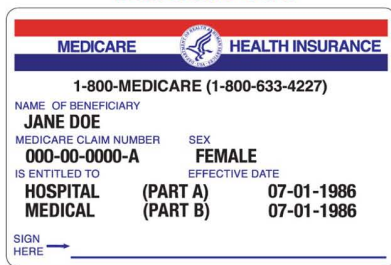 MEDICARE HEALTH INSURANCE
1-800-MEDICARE (1-800-633-4227)
NAME OF BENEFICIARY
JANE DOE
MEDICARE CLAIM NUMBER SEX
000-00-0000-A FEMALE
IS ENTITLED TO EFFECTIVE DATE
HOSPITAL (PART A) 07-01-1986
MEDICAL (PART B) 07-01-1986
SIGN
HERE